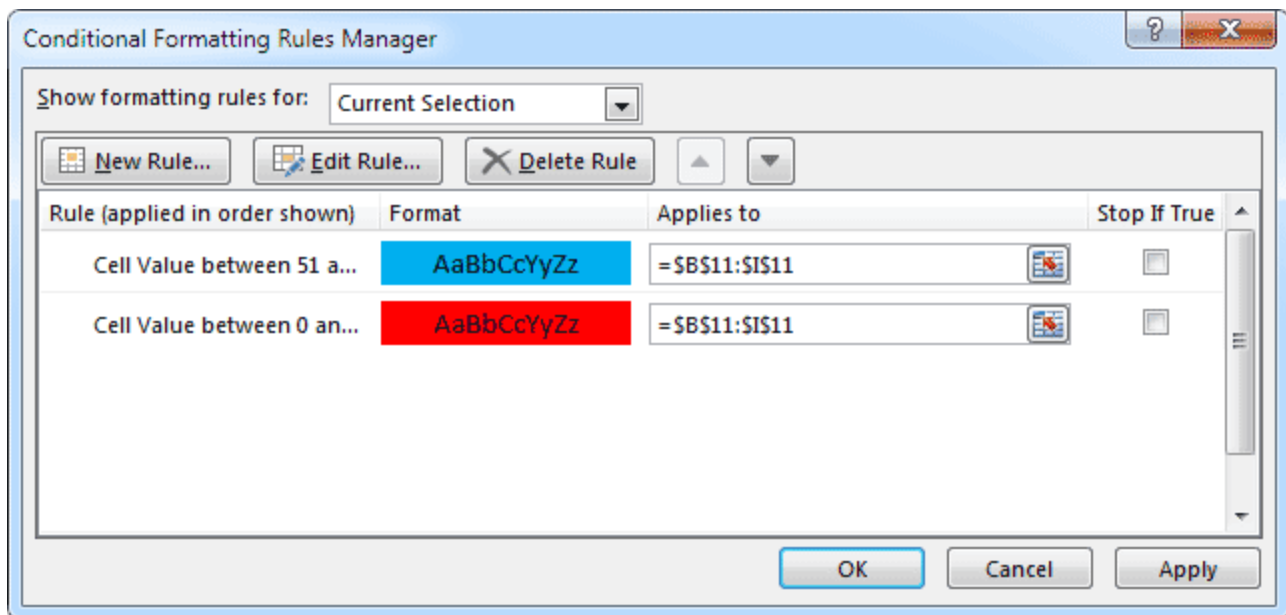 Conditional Formatting Rules Manager
?
Show formatting rules for: Current Selection
New Rule... Edit Rule... Delete Rule
Rule (applied in order shown) Format Applies to Stop If True
Cell Value between 51 a... AaBbCcYyZz =$B$11:$I$11
Cell Value between 0 an... AaBbCcYyZz =$B$11:$I$11
OK Cancel Apply